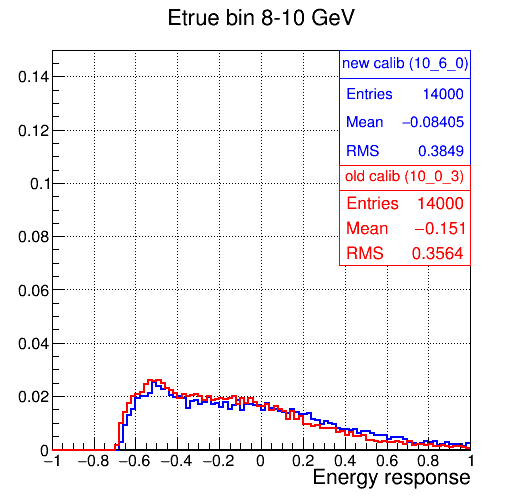 Etrue bin 8-10 GeV
new calib (10_6_0)
Entries 14000
Mean −0.08405
RMS 0.3849
old calib (10_0_3)
Entries 14000
Mean −0.151
RMS 0.3564
0.14
0.12
0.1
0.08
0.06
0.04
0.02
0
−1 −0.8 −0.6 −0.4 −0.2 0 0.2 0.4 0.6 0.8 1
Energy response